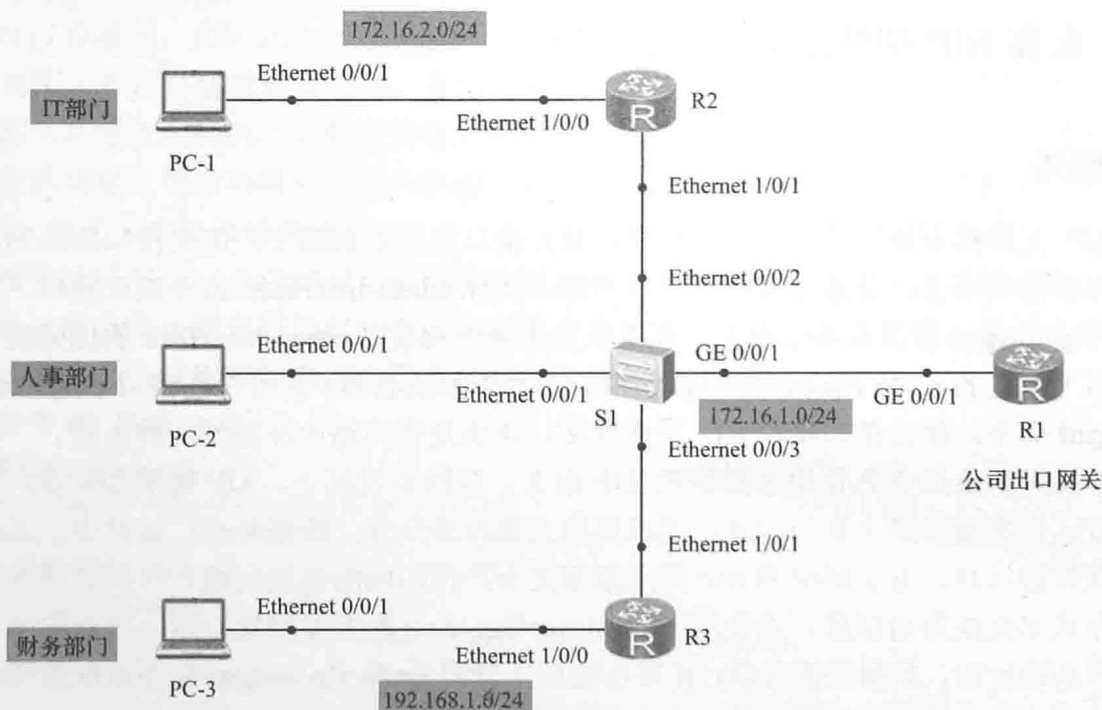 172.16.2.0/24
Ethernet 0/0/1
IT部门
R2
Ethernet 1/0/0
PC-1
Ethernet 1/0/1
Ethernet 0/0/2
Ethernet 0/0/1
GE 0/0/1
人事部门
Ethernet 0/0/1
GE 0/0/1
S1
172.16.1.0/24
PC-2
R1
Ethernet 0/0/3
公司出口网关
Ethernet 1/0/1
Ethernet 0/0/1
财务部门
R3
Ethernet 1/0/0
PC-3
192.168.1.0/24